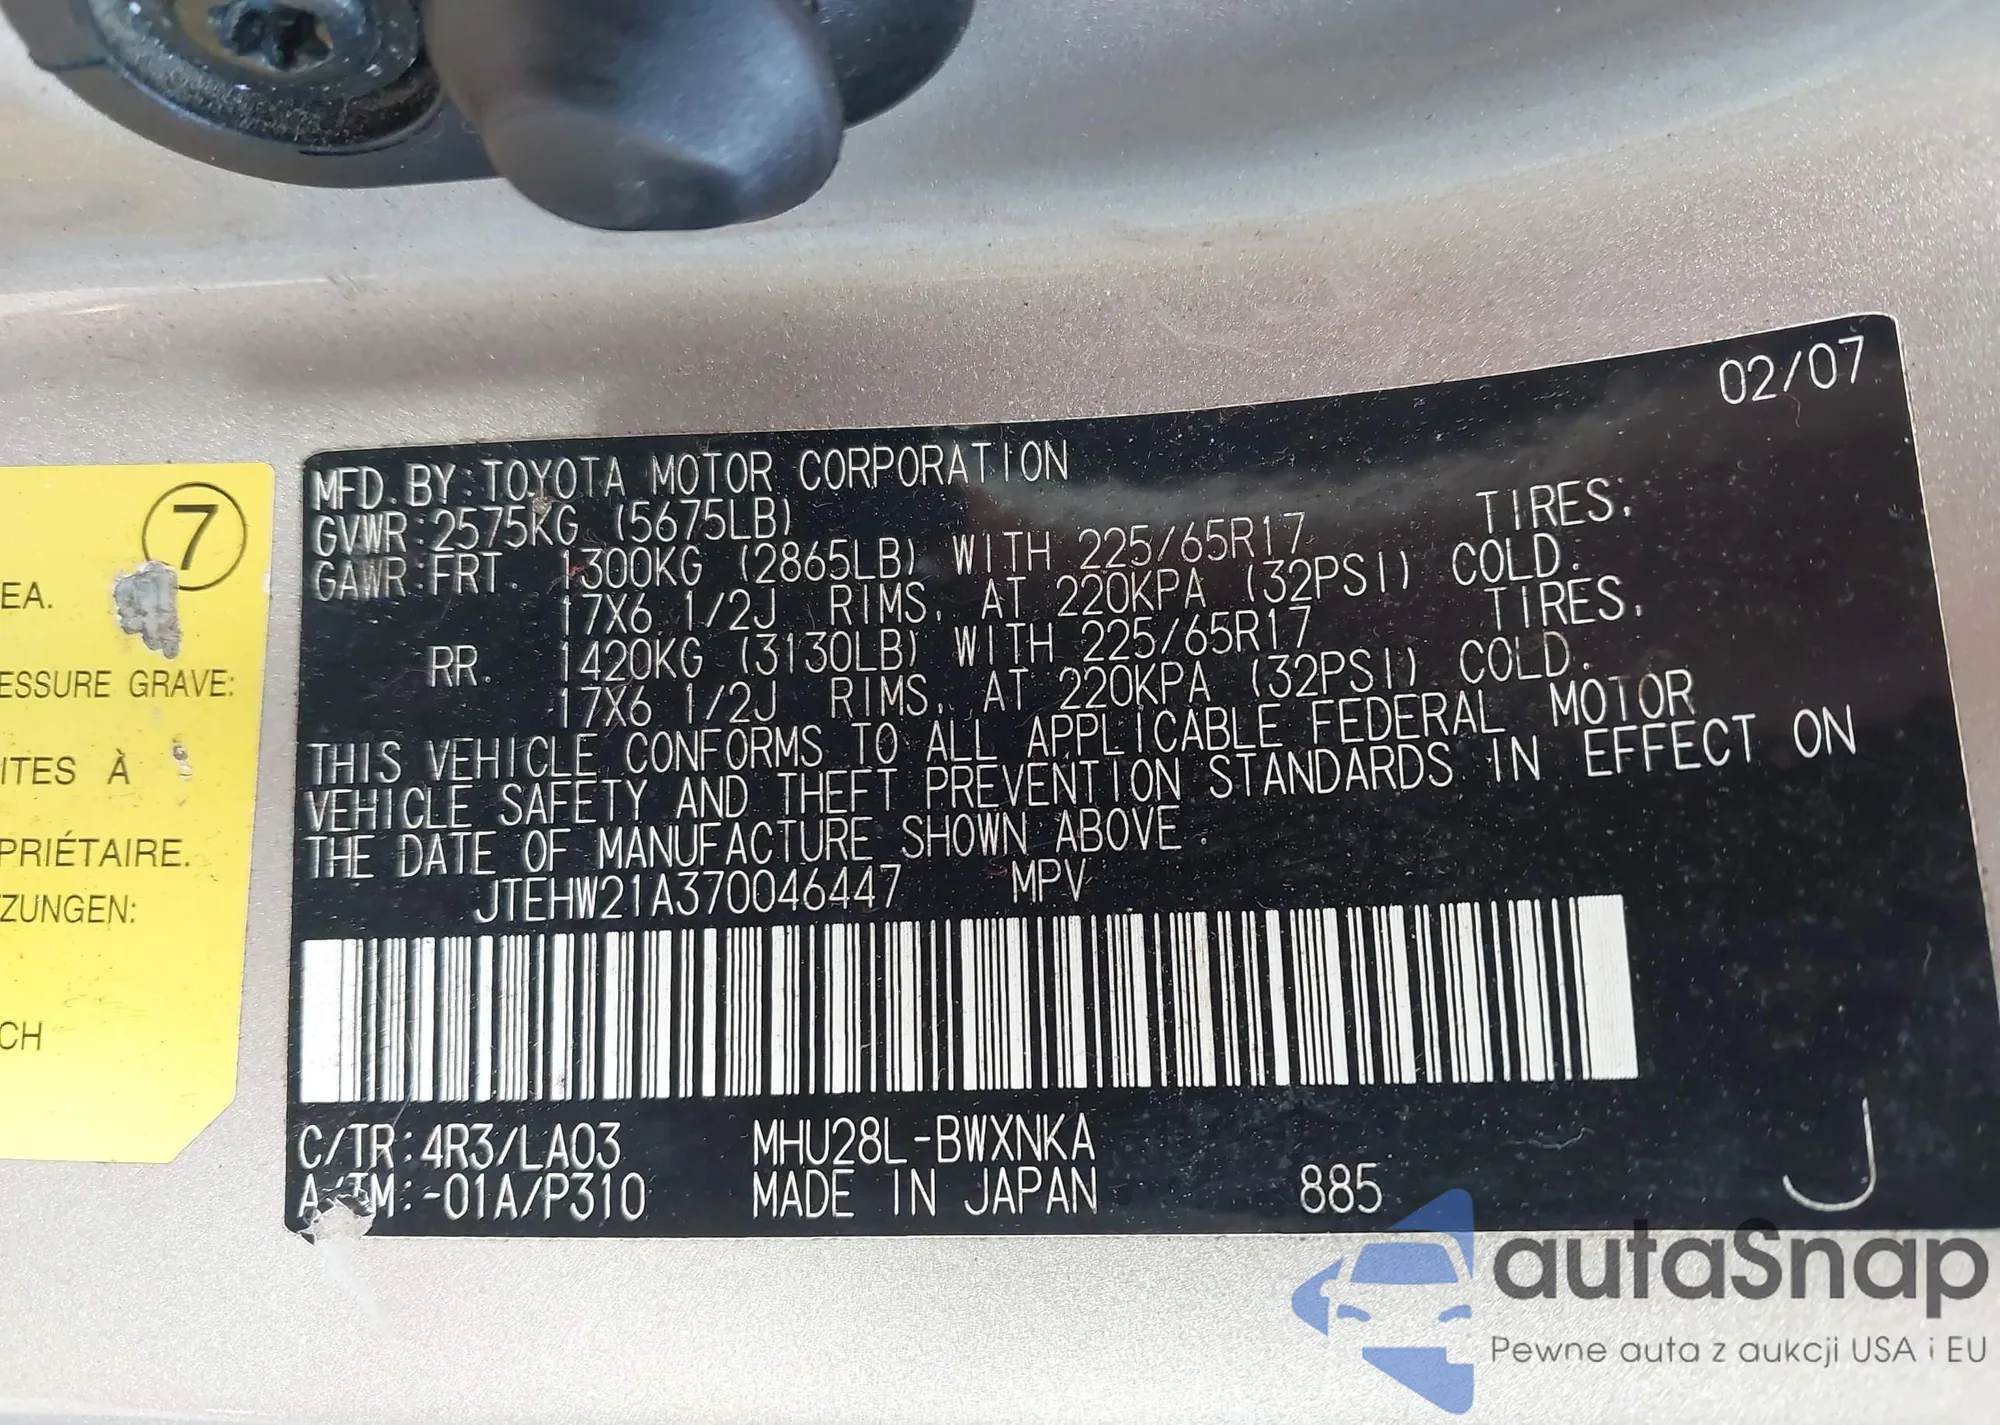 02/07
MFD. BY: TOYOTA MOTOR CORPORATION
GVWR: 2575KG (5675LB)
GAWR: FRT. 1300KG (2865LB) WITH 225/65R17 TIRES,
17X6 1/2J RIMS, AT 220KPA (32PSI) COLD.
RR. 1420KG (3130LB) WITH 225/65R17 TIRES,
17X6 1/2J RIMS, AT 220KPA (32PSI) COLD.
THIS VEHICLE CONFORMS TO ALL APPLICABLE FEDERAL MOTOR
VEHICLE SAFETY AND THEFT PREVENTION STANDARDS IN EFFECT ON
THE DATE OF MANUFACTURE SHOWN ABOVE.
JTEHW21A370046447 MPV
C/TR: 4R3/LA03 MHU28L-BWXNKA
A/TM: -01A/P310 MADE IN JAPAN 885 J
7
EA.
ESSURE GRAVE:
ITES À
PRIÉTAIRE.
ZUNGEN:
CH
autaSnap
Pewne auta z aukcji USA i EU